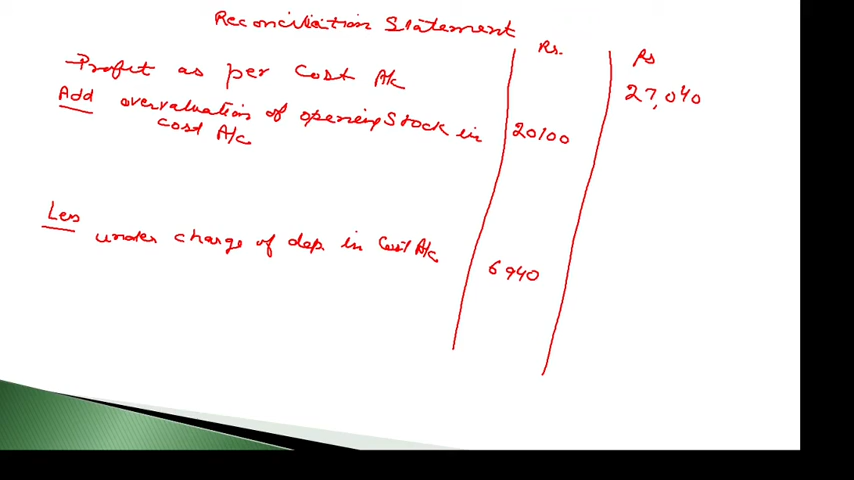 Reconciliation Statement
Rs. Rs
Profit as per Cost A/c 27,040
Add overvaluation of opening Stock in 20100
cost A/c
Less
under charge of dep. in Cost A/c 6940